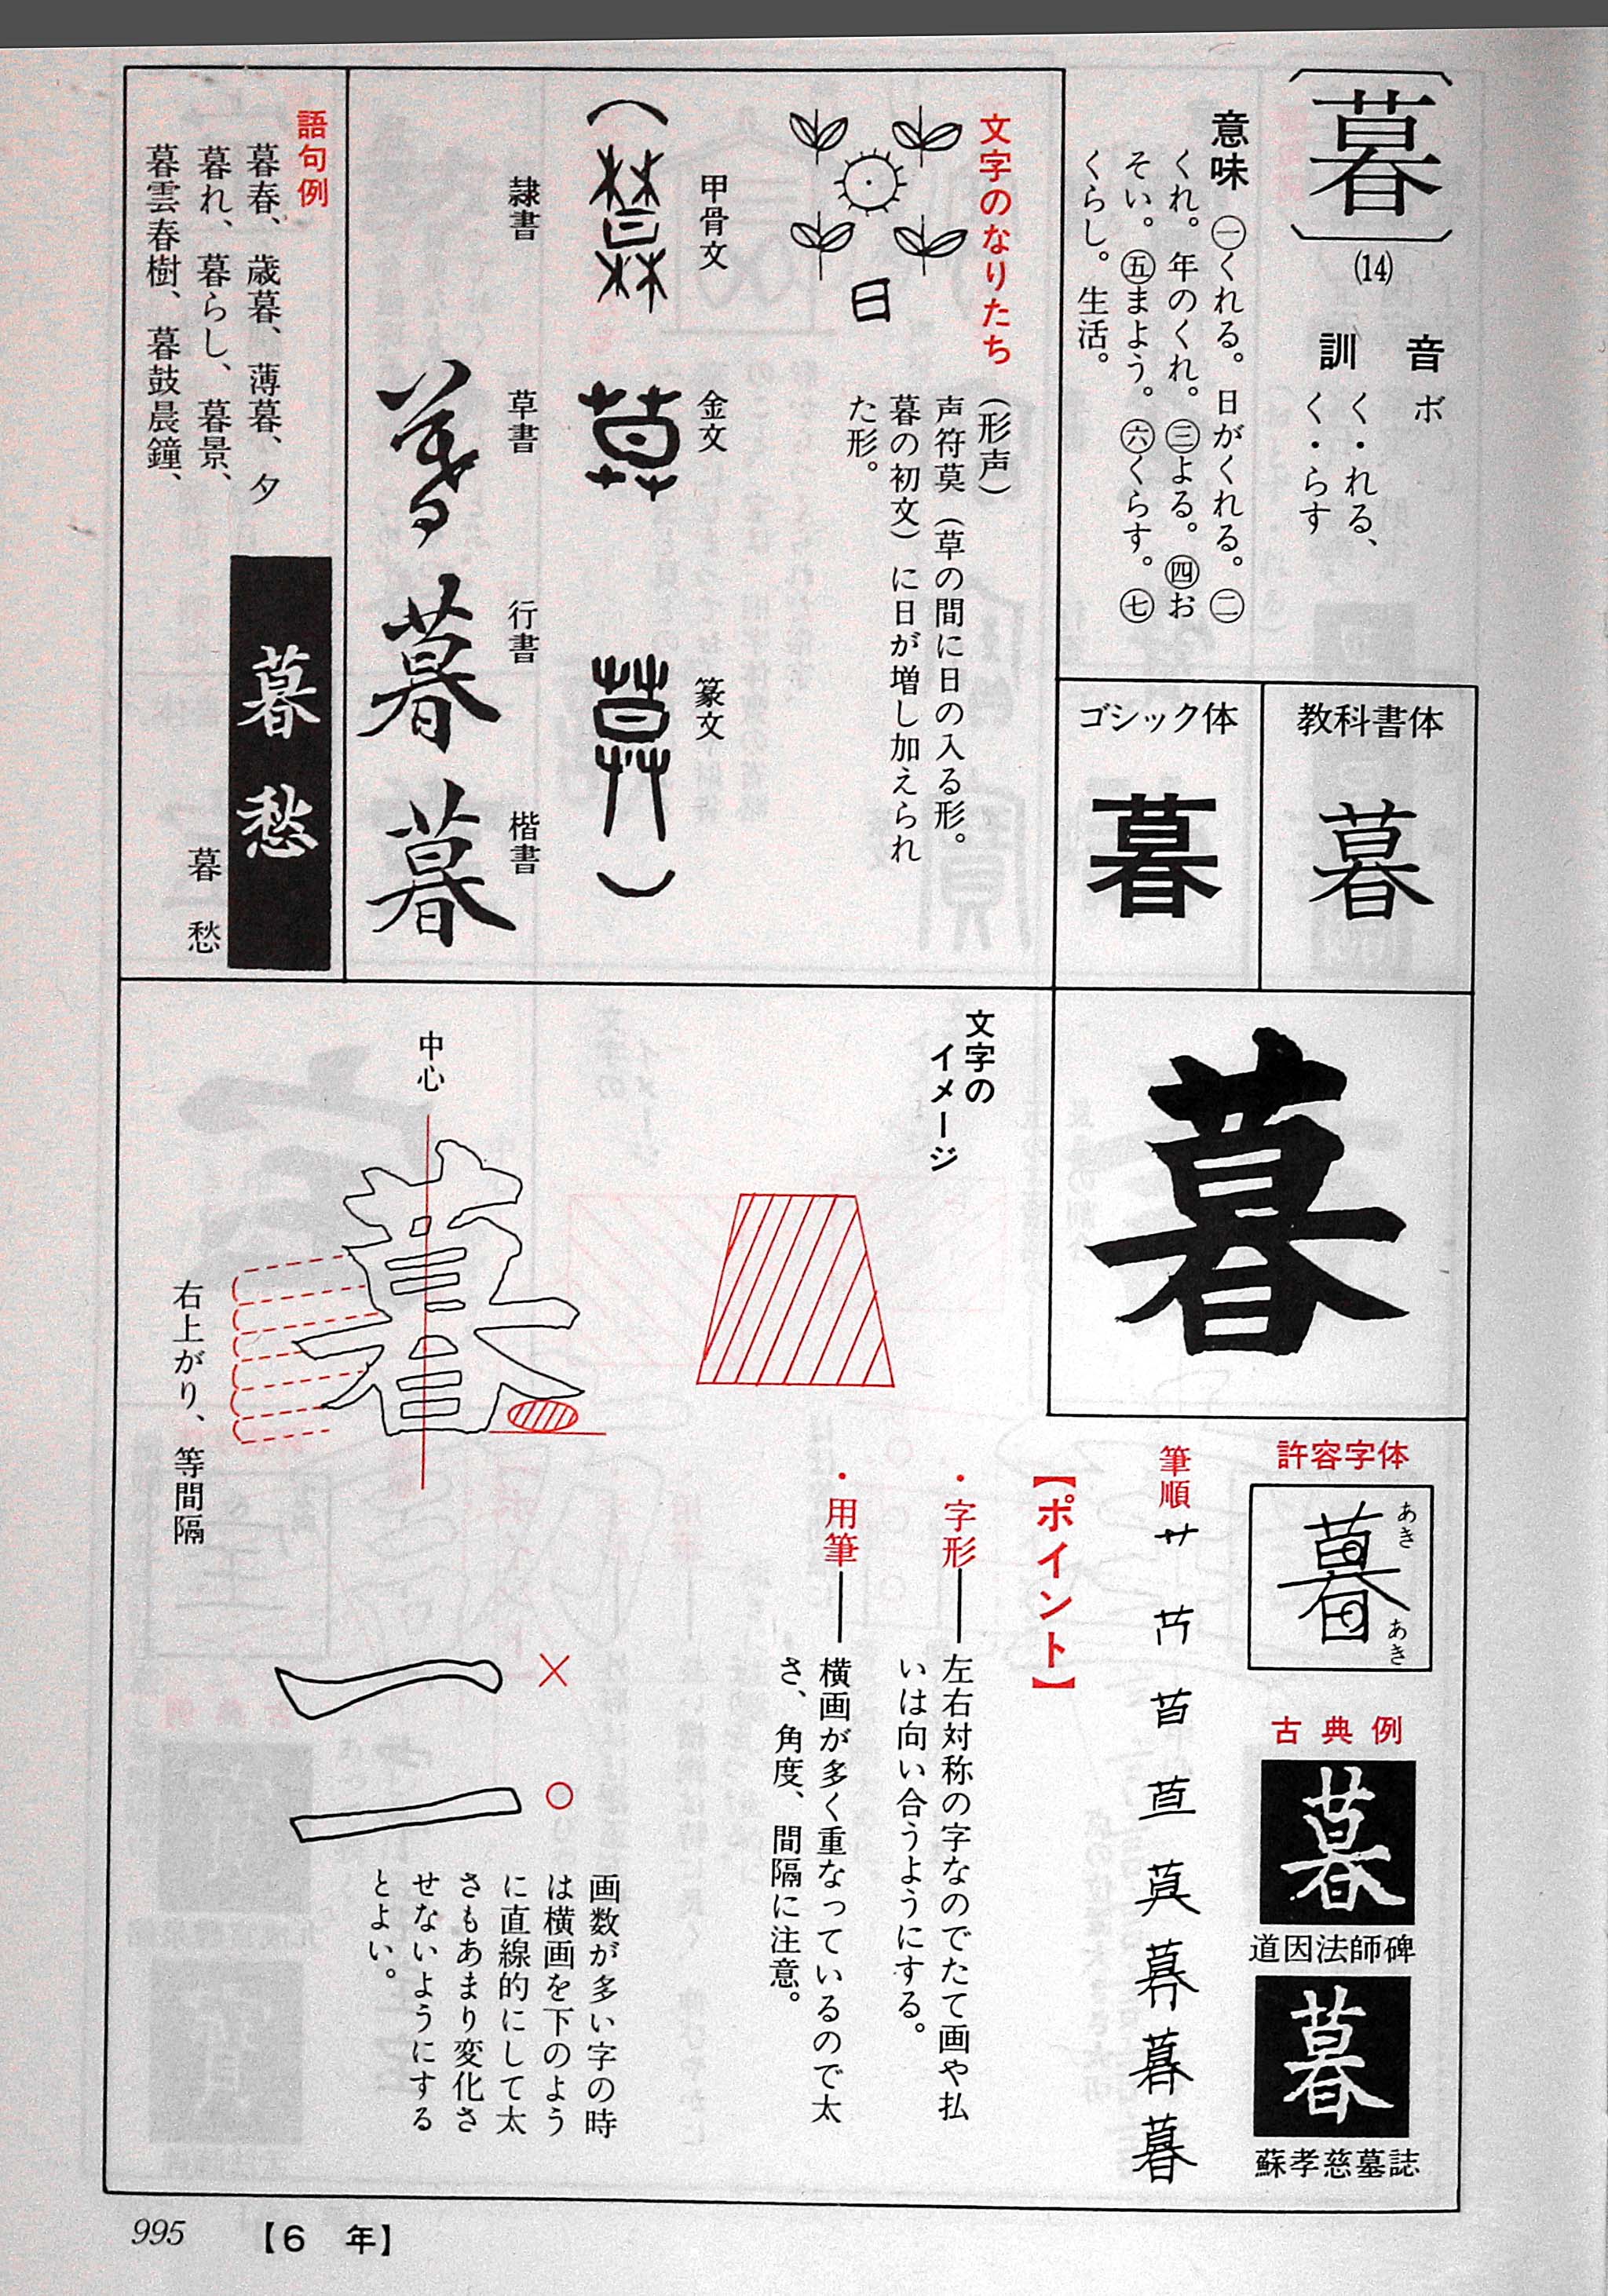 〔暮〕
(14)
音 ボ
訓 く・れる、
く・らす
意味 ㊀くれる。日がくれる。㊁
くれ。年のくれ。㊂よる。㊃お
そい。㊄まよう。㊅くらす。㊆
くらし。生活。
教科書体
暮
ゴシック体
暮
文字のなりたち
日
(形声)
声符莫(草の間に日の入る形。
暮の初文)に日が増し加えられ
た形。
甲骨文
金文
篆文
隷書
草書
行書
楷書
暮
暮
暮
語句例
暮春、歳暮、薄暮、夕
暮れ、暮らし、暮景、
暮雲春樹、暮鼓晨鐘、
暮愁
暮愁
暮
許容字体
あき
あき
暮
古典例
暮
道因法師碑
暮
蘇孝慈墓誌
筆順
暮
【ポイント】
・字形―左右対称の字なのでたて画や払
いは向い合うようにする。
・用筆―横画が多く重なっているので太
さ、角度、間隔に注意。
文字の
イメージ
中心
暮
右上がり、等間隔
×
○
画数が多い字の時
は横画を下のよう
に直線的にして太
さもあまり変化さ
せないようにする
とよい。
995 【6 年】